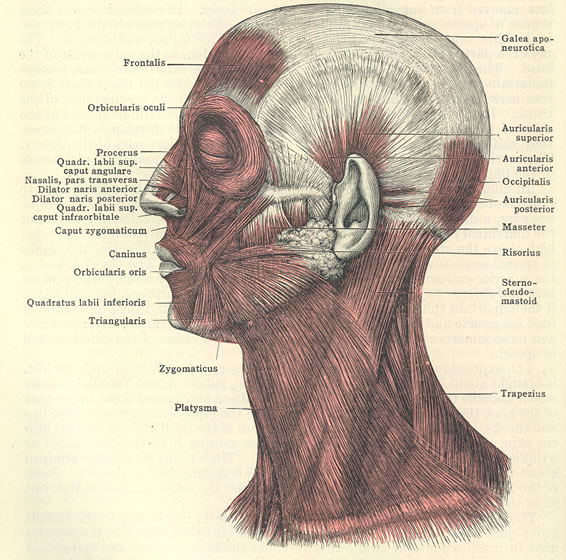 Galea apo-
neurotica
Frontalis
Orbicularis oculi
Auricularis
superior
Procerus
Quadr. labii sup.
caput angulare
Nasalis, pars transversa
Dilator naris anterior
Dilator naris posterior
Quadr. labii sup.
caput infraorbitale
Caput zygomaticum
Auricularis
anterior
Occipitalis
Auricularis
posterior
Masseter
Caninus
Risorius
Orbicularis oris
Sterno-
cleido-
mastoid
Quadratus labii inferioris
Triangularis
Zygomaticus
Trapezius
Platysma